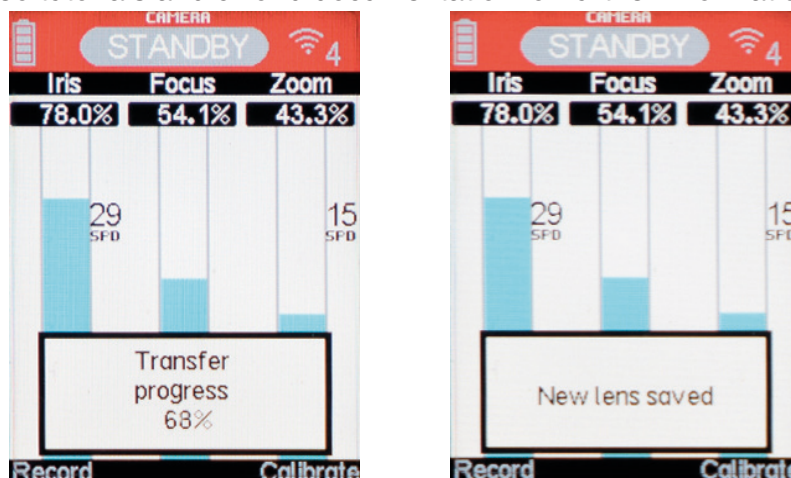 CAMERA
STANDBY
4
Iris Focus Zoom
78.0% 54.1% 43.3%
29
SPD
15
SPD
Transfer
progress
68%
Record Calibrate
CAMERA
STANDBY
4
Iris Focus Zoom
78.0% 54.1% 43.3%
29
SPD
15
SPD
New lens saved
Record Calibrate